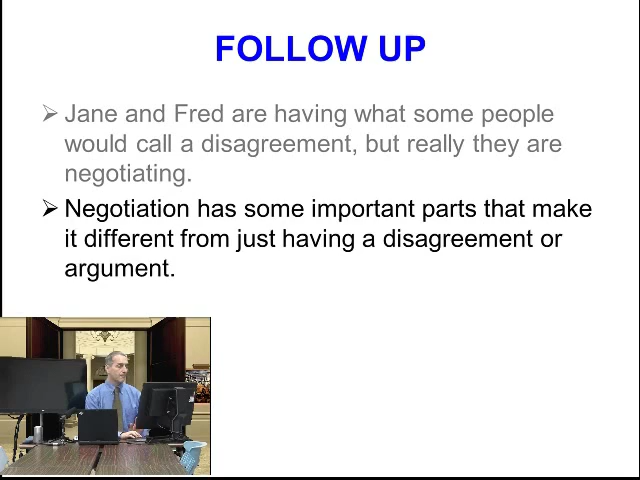 FOLLOW UP
➢ Jane and Fred are having what some people
would call a disagreement, but really they are
negotiating.
➢ Negotiation has some important parts that make
it different from just having a disagreement or
argument.